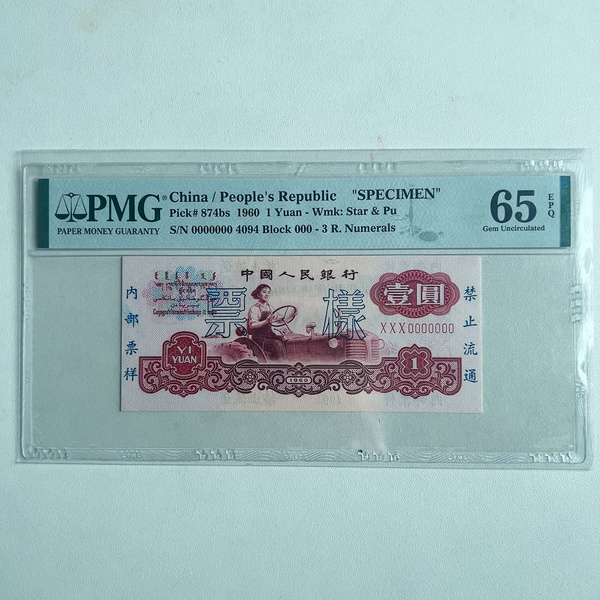 PMG
PAPER MONEY GUARANTY
China / People's Republic "SPECIMEN"
Pick# 874bs 1960 1 Yuan - Wmk: Star & Pu
S/N 0000000 4094 Block 000 - 3 R. Numerals
65 EPQ
Gem Uncirculated
中國人民銀行
票樣
壹圓
XXX0000000
內部票样
禁止流通
YI
YUAN
1960
1